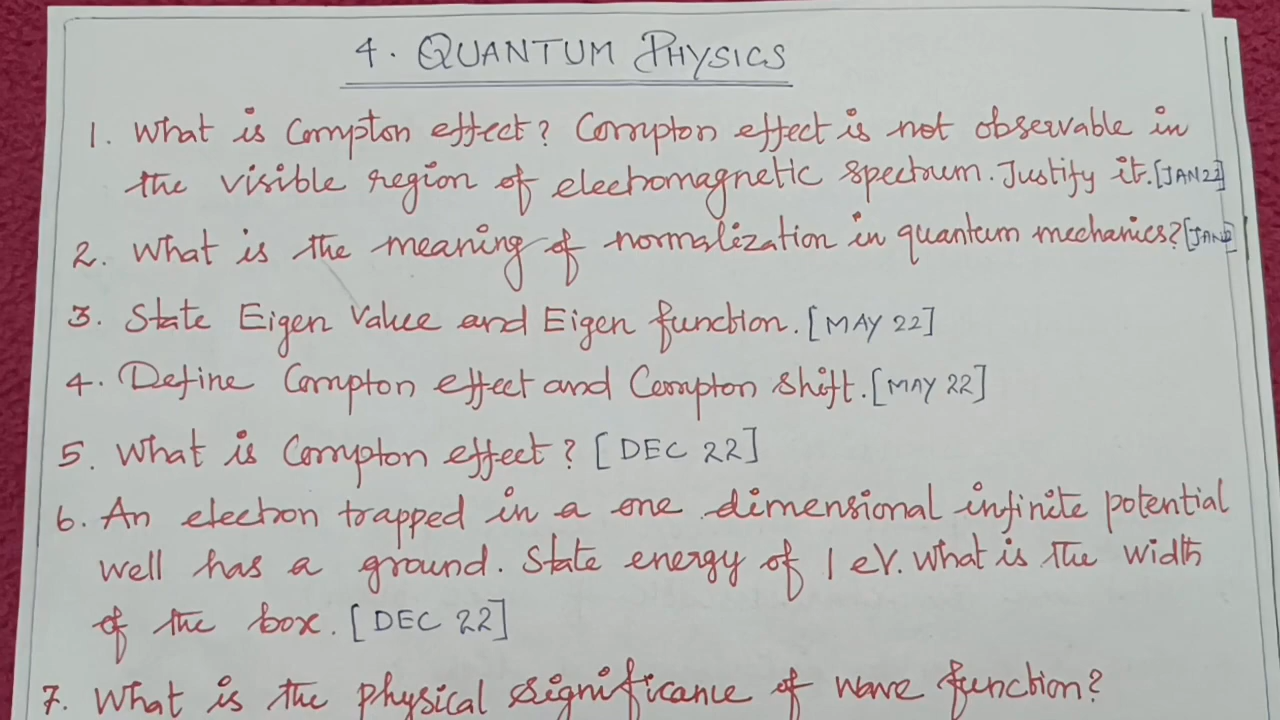 4. QUANTUM PHYSICS
1. What is Compton effect? Compton effect is not observable in
the visible region of electromagnetic spectrum. Justify it. [JAN 22]
2. What is the meaning of normalization in quantum mechanics? [JAN
3. State Eigen Value and Eigen function. [MAY 22]
4. Define Compton effect and Compton shift. [MAY 22]
5. What is Compton effect? [DEC 22]
6. An electron trapped in a one dimensional infinite potential
well has a ground. State energy of 1 eV. What is the width
of the box. [DEC 22]
7. What is the physical significance of wave function?